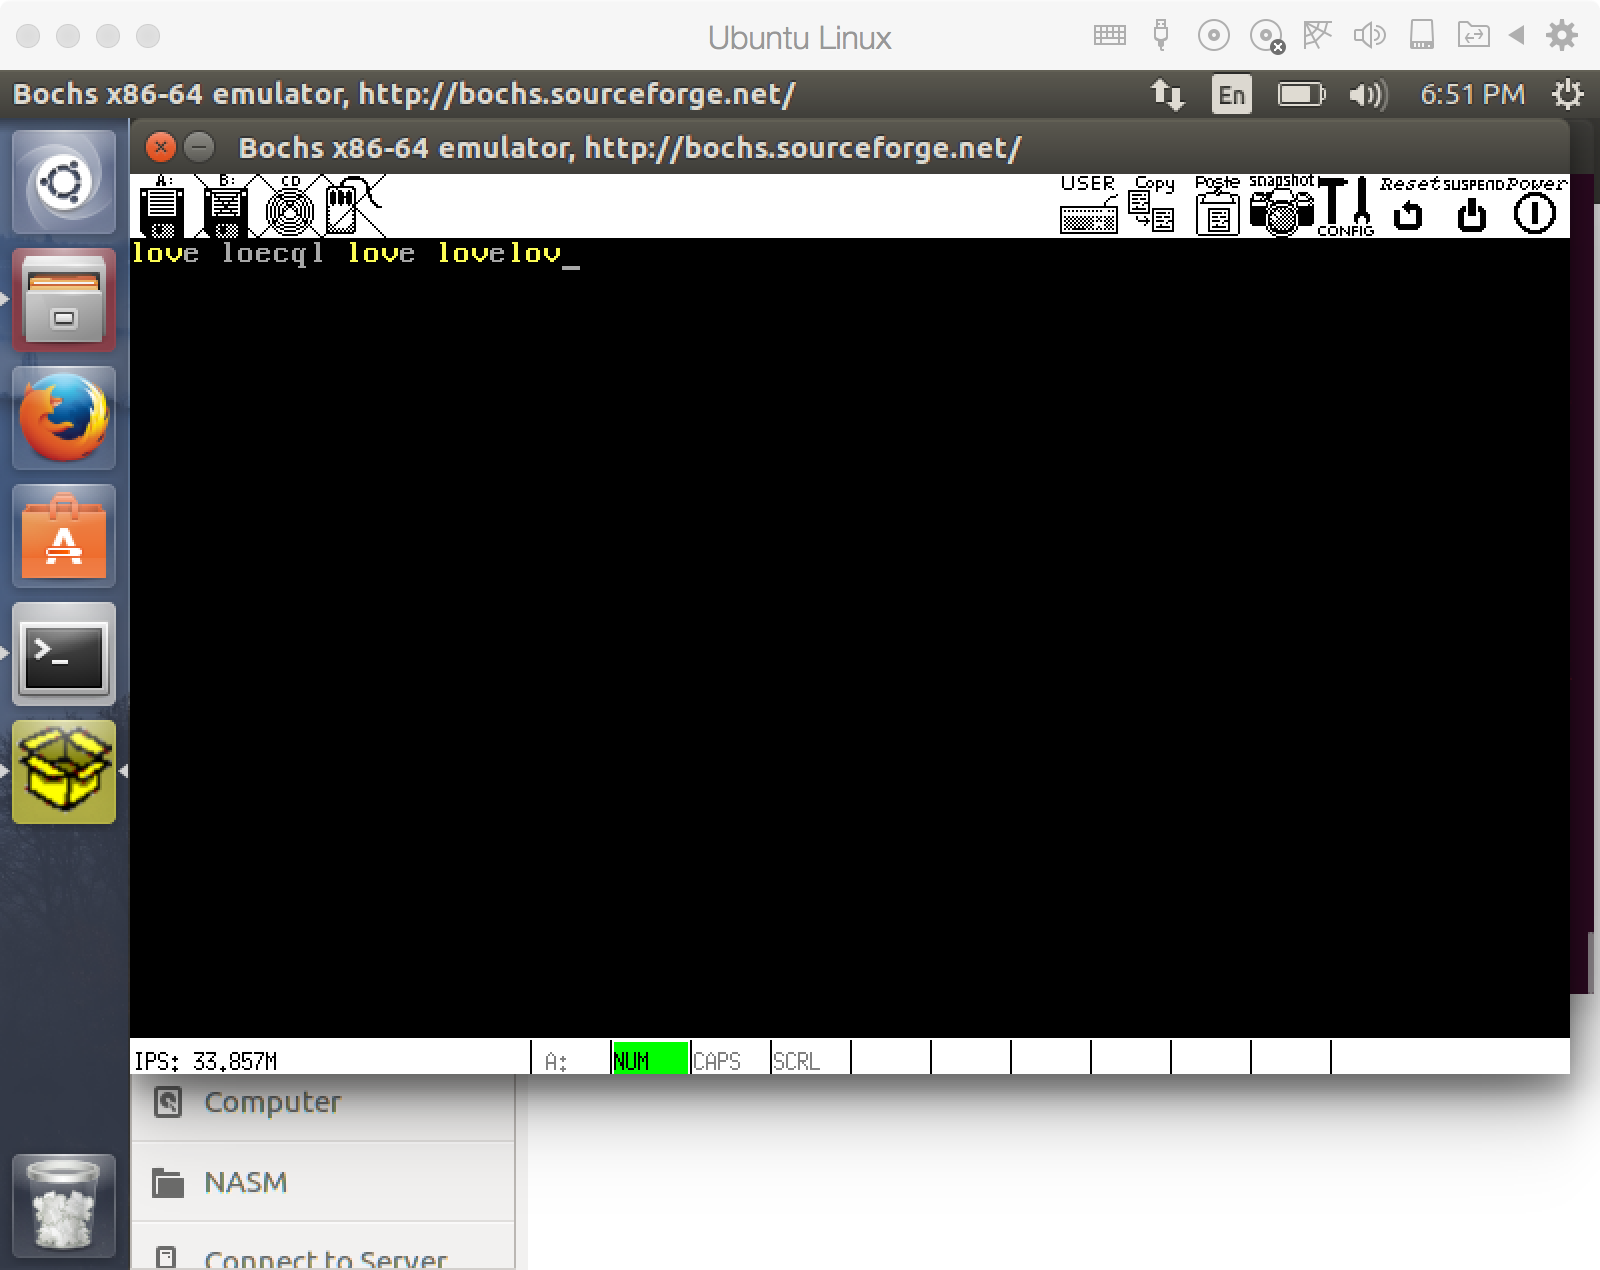 Ubuntu Linux
Bochs x86-64 emulator, http://bochs.sourceforge.net/
En
6:51 PM
Bochs x86-64 emulator, http://bochs.sourceforge.net/
A: B: CD USER Copy Paste snapshot CONFIG Reset SUSPEND Power
love loecql love lovelov_
IPS: 33.857M A: NUM CAPS SCRL
Computer
NASM
Connect to Server